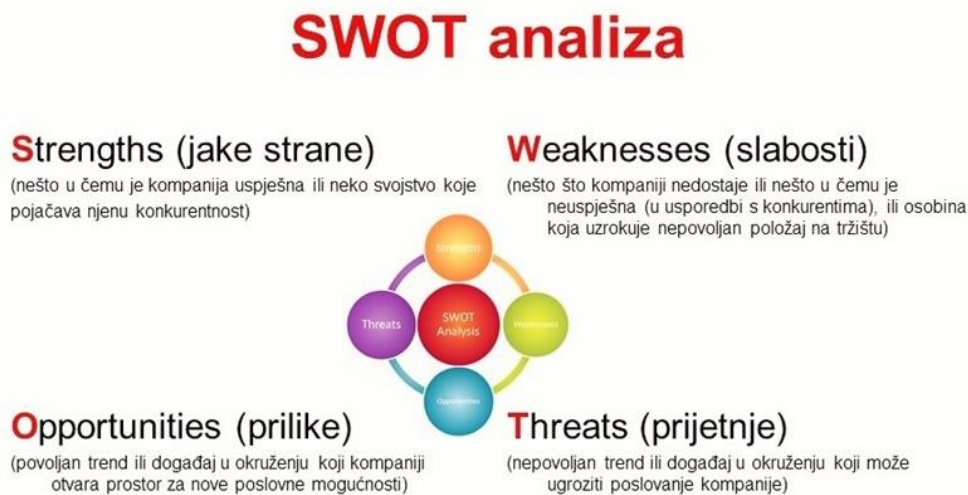 SWOT analiza
Strengths (jake strane)
(nešto u čemu je kompanija uspješna ili neko svojstvo koje
pojačava njenu konkurentnost)
Weaknesses (slabosti)
(nešto što kompaniji nedostaje ili nešto u čemu je
neuspješna (u usporedbi s konkurentima), ili osobina
koja uzrokuje nepovoljan položaj na tržištu)
Strengths
Threats
SWOT
Analysis
Weaknesses
Opportunities
Opportunities (prilike)
(povoljan trend ili događaj u okruženju koji kompaniji
otvara prostor za nove poslovne mogućnosti)
Threats (prijetnje)
(nepovoljan trend ili događaj u okruženju koji može
ugroziti poslovanje kompanije)